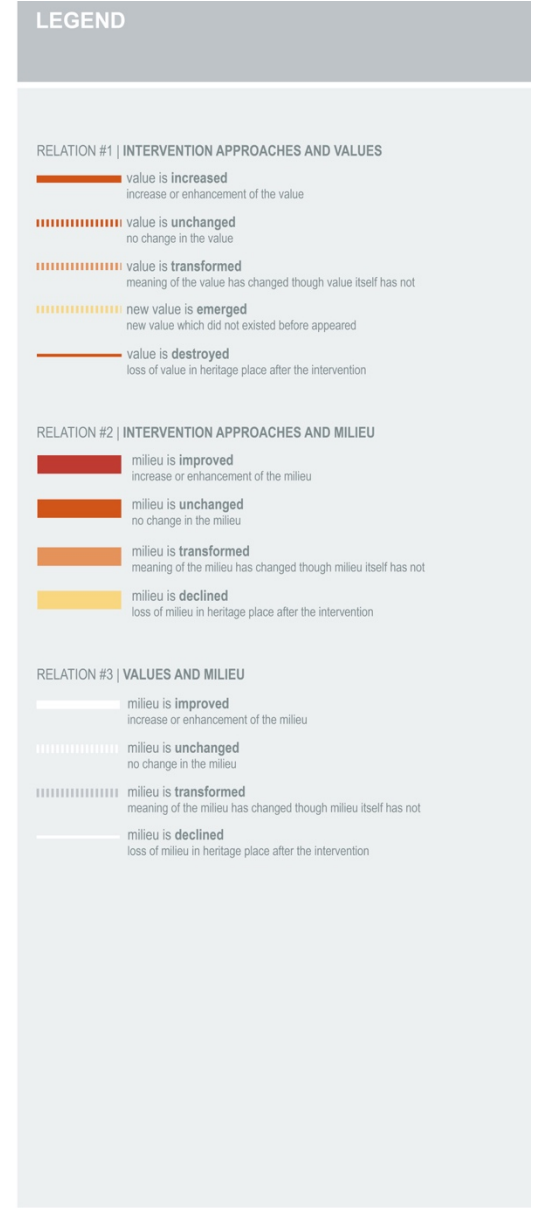 LEGEND
RELATION #1 | INTERVENTION APPROACHES AND VALUES
value is increased
increase or enhancement of the value
value is unchanged
no change in the value
value is transformed
meaning of the value has changed though value itself has not
new value is emerged
new value which did not existed before appeared
value is destroyed
loss of value in heritage place after the intervention
RELATION #2 | INTERVENTION APPROACHES AND MILIEU
milieu is improved
increase or enhancement of the milieu
milieu is unchanged
no change in the milieu
milieu is transformed
meaning of the milieu has changed though milieu itself has not
milieu is declined
loss of milieu in heritage place after the intervention
RELATION #3 | VALUES AND MILIEU
milieu is improved
increase or enhancement of the milieu
milieu is unchanged
no change in the milieu
milieu is transformed
meaning of the milieu has changed though milieu itself has not
milieu is declined
loss of milieu in heritage place after the intervention